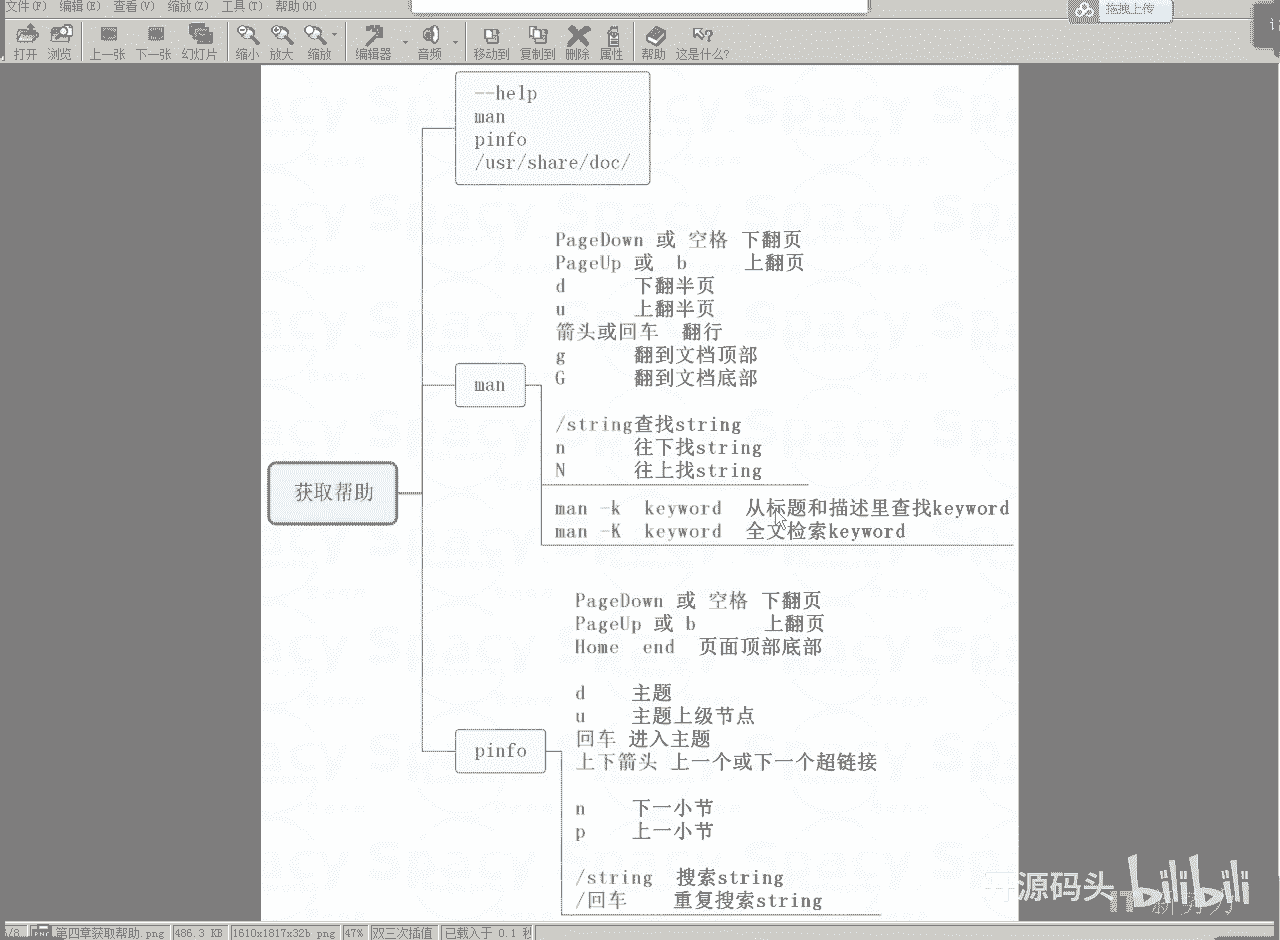 文件(F) 编辑(E) 查看(V) 缩放(Z) 工具(T) 帮助(H)
拖拽上传
打开 浏览 上一张 下一张 幻灯片 缩小 放大 缩放 编辑器 音频 移动到 复制到 删除 属性 帮助 这是什么?
--help
man
pinfo
/usr/share/doc/
PageDown 或 空格 下翻页
PageUp 或 b 上翻页
d 下翻半页
u 上翻半页
箭头或回车 翻行
g 翻到文档顶部
G 翻到文档底部
man
/string查找string
n 往下找string
N 往上找string
获取帮助
man -k keyword 从标题和描述里查找keyword
man -K keyword 全文检索keyword
PageDown 或 空格 下翻页
PageUp 或 b 上翻页
Home end 页面顶部底部
d 主题
u 主题上级节点
回车 进入主题
上下箭头 上一个或下一个超链接
pinfo
n 下一小节
p 上一小节
/string 搜索string
/回车 重复搜索string
源码头 bilibili
/8 第四章获取帮助.png 486.3 KB 1610x1817x32b png 47% 双三次插值 已载入于 0.1 秒